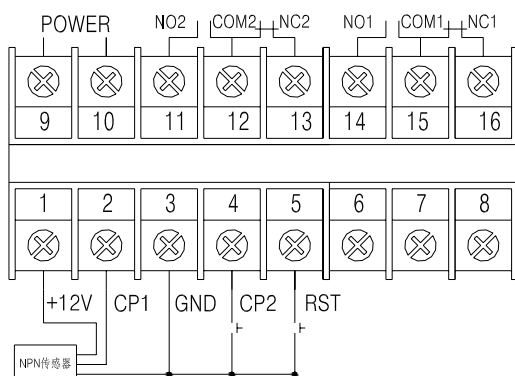 POWER NO2 COM2 NC2 NO1 COM1 NC1
9 10 11 12 13 14 15 16
1 2 3 4 5 6 7 8
+12V CP1 GND CP2 RST
NPN传感器